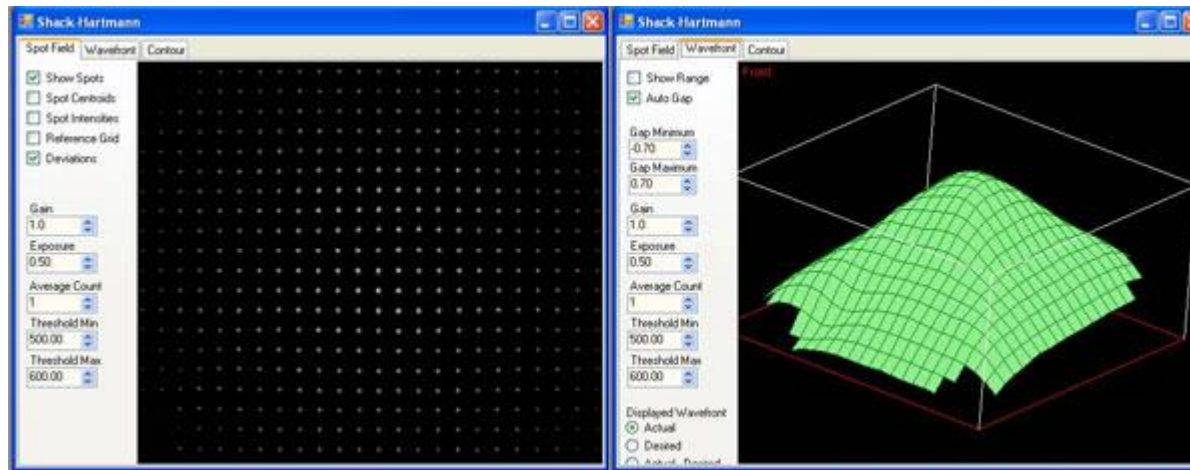 Shack-Hartmann
Spot Field Wavefront Contour
Show Spots
Spot Centroids
Spot Intensities
Reference Grid
Deviations
Gain
1.0
Exposure
0.50
Average Count
1
Threshold Min
500.00
Threshold Max
600.00
Shack-Hartmann
Spot Field Wavefront Contour
Front
Show Range
Auto Gap
Gap Minimum
-0.70
Gap Maximum
0.70
Gain
1.0
Exposure
0.50
Average Count
1
Threshold Min
500.00
Threshold Max
600.00
Displayed Wavefront
Actual
Desired
Actual - Desired